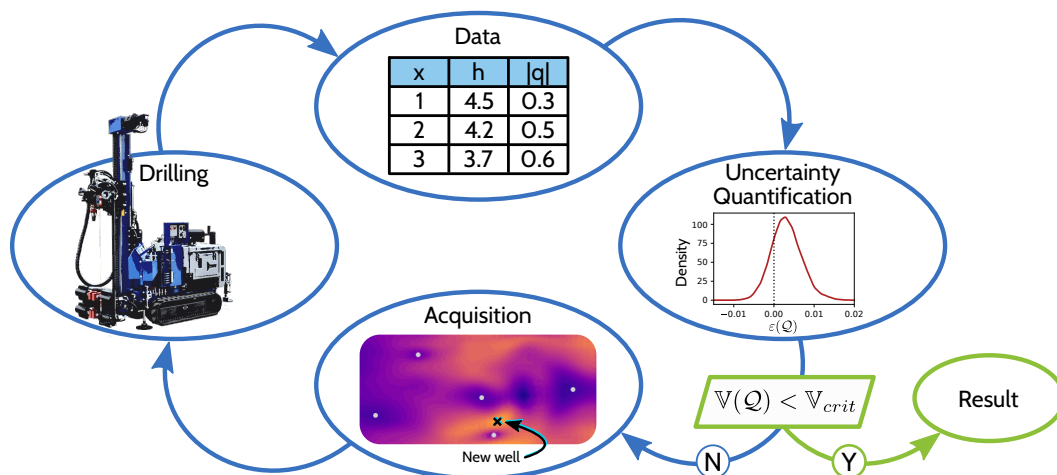 Data
x h |q|
1 4.5 0.3
2 4.2 0.5
3 3.7 0.6
Drilling
Uncertainty
Quantification
Density
100
75
50
25
0
−0.01 0.00 0.01 0.02
ε(𝒬)
Acquisition
New well
𝕍(𝒬) < 𝕍crit
N
Y
Result